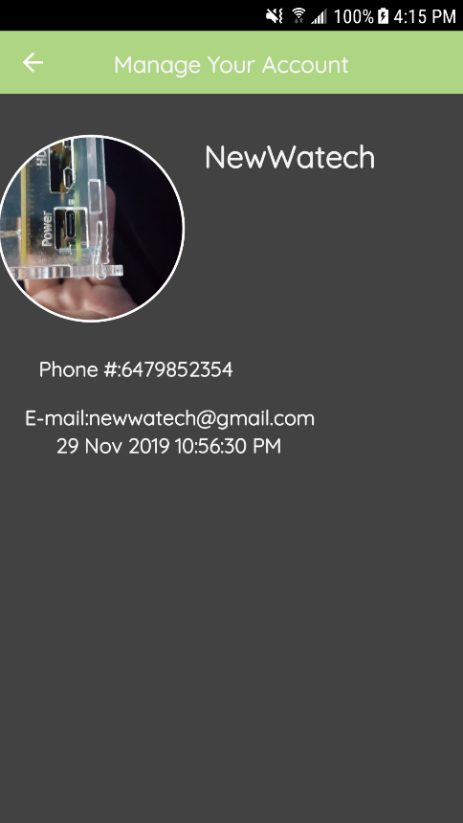 100% 4:15 PM
Manage Your Account
NewWatech
HD
Power
Phone #:6479852354
E-mail:newwatech@gmail.com
29 Nov 2019 10:56:30 PM